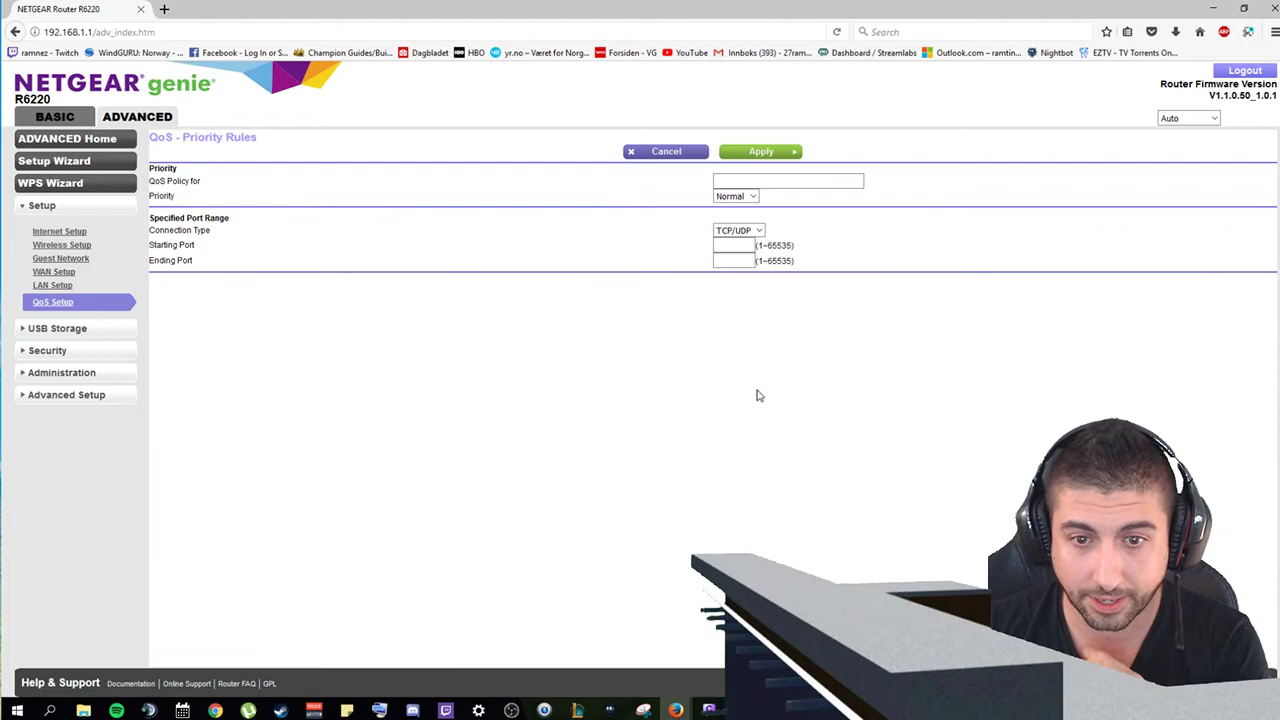 NETGEAR Router R6220
192.168.1.1/adv_index.htm
Search
ramnez - Twitch
WindGURU: Norway - ...
Facebook - Log In or S...
Champion Guides/Bui...
Dagbladet
HBO
yr.no – Været for Norg...
Forsiden - VG
YouTube
Innboks (393) - 27ram...
Dashboard / Streamlabs
Outlook.com - ramtin...
Nightbot
EZTV - TV Torrents On...
NETGEAR® genie®
R6220
Logout
Router Firmware Version
V1.1.0.50_1.0.1
BASIC
ADVANCED
Auto
ADVANCED Home
Setup Wizard
WPS Wizard
Setup
Internet Setup
Wireless Setup
Guest Network
WAN Setup
LAN Setup
QoS Setup
USB Storage
Security
Administration
Advanced Setup
QoS - Priority Rules
Cancel
Apply
Priority
QoS Policy for
Priority
Normal
Specified Port Range
Connection Type
TCP/UDP
Starting Port
(1~65535)
Ending Port
(1~65535)
Help & Support
Documentation | Online Support | Router FAQ | GPL